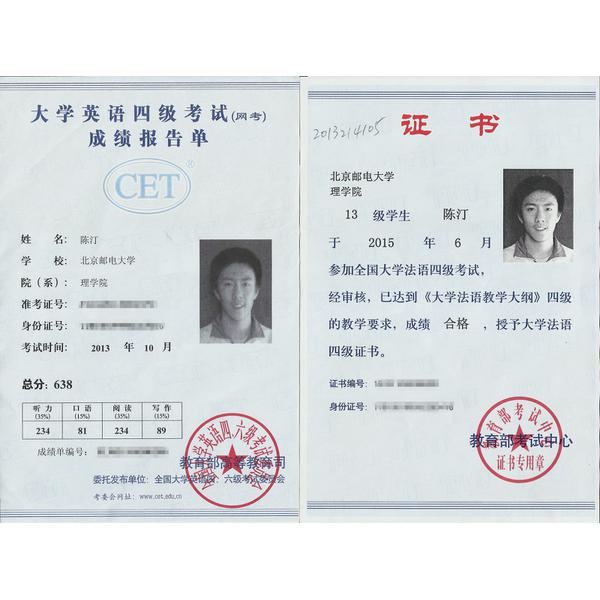 大学英语四级考试(网考)
成绩报告单
CET®
姓 名: 陈汀
学 校: 北京邮电大学
院(系): 理学院
准考证号:
身份证号:
考试时间: 2013 年 10 月
总分: 638
听力 口语 阅读 写作
(35%) (15%) (35%) (15%)
234 81 234 89
成绩单编号:
教育部高等教育司
委托发布单位: 全国大学英语四、六级考试委员会
考委会网址: www.cet.edu.cn
2013214105
证书
北京邮电大学
理学院
13 级学生 陈汀
于 2015 年 6 月
参加全国大学法语四级考试,
经审核,已达到《大学法语教学大纲》四级
的教学要求,成绩 合格 ,授予大学法语
四级证书。
证书编号:
身份证号:
教育部考试中心
教育部考试中心
证书专用章